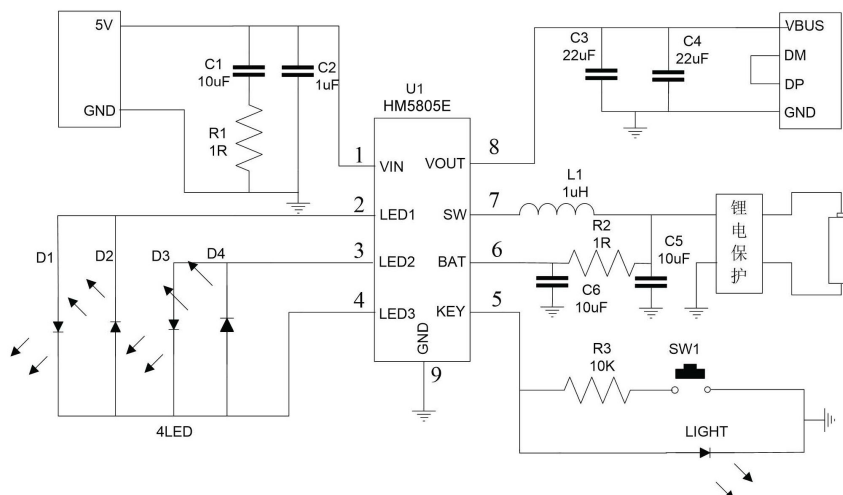 5V
GND
C1
10uF
C2
1uF
R1
1R
U1
HM5805E
1
VIN
2
LED1
3
LED2
4
LED3
8
VOUT
7
SW
6
BAT
5
KEY
GND
9
C3
22uF
C4
22uF
VBUS
DM
DP
GND
L1
1uH
R2
1R
C5
10uF
C6
10uF
锂电保护
D1
D2
D3
D4
4LED
R3
10K
SW1
LIGHT